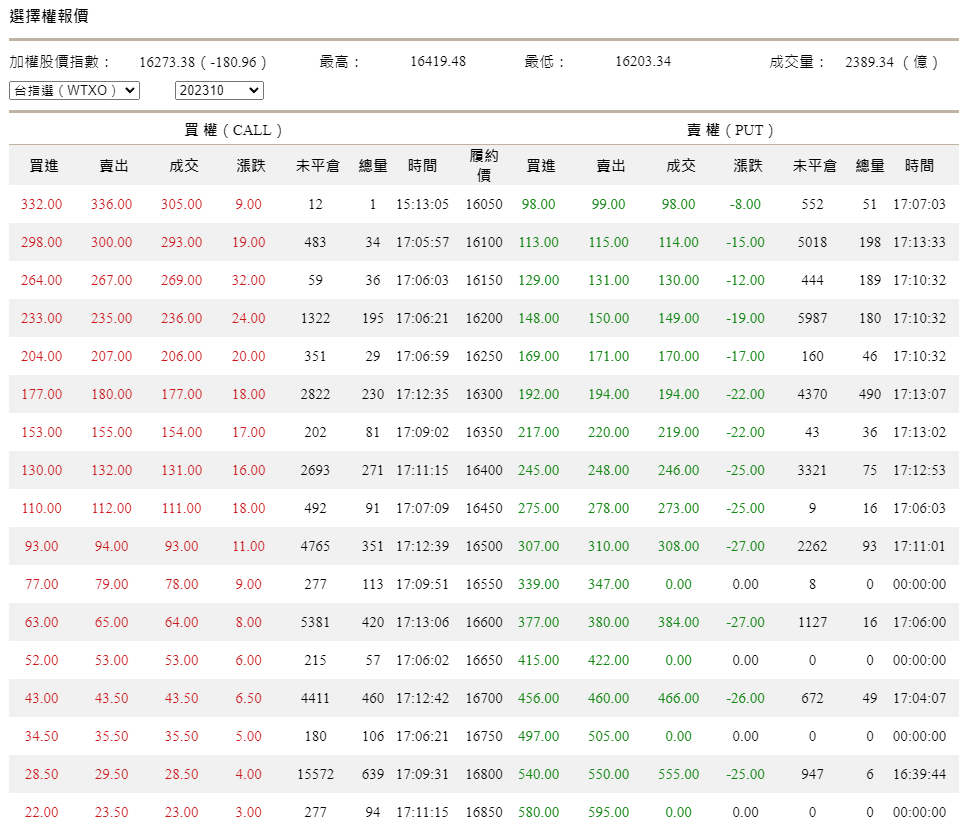 選擇權報價
加權股價指數： 16273.38 ( -180.96 ) 最高： 16419.48 最低： 16203.34 成交量： 2389.34 （ 億 ）
台指選（WTXO） 202310
買 權（CALL） 賣 權（PUT）
買進 賣出 成交 漲跌 未平倉 總量 時間 履約價 買進 賣出 成交 漲跌 未平倉 總量 時間
332.00 336.00 305.00 9.00 12 1 15:13:05 16050 98.00 99.00 98.00 -8.00 552 51 17:07:03
298.00 300.00 293.00 19.00 483 34 17:05:57 16100 113.00 115.00 114.00 -15.00 5018 198 17:13:33
264.00 267.00 269.00 32.00 59 36 17:06:03 16150 129.00 131.00 130.00 -12.00 444 189 17:10:32
233.00 235.00 236.00 24.00 1322 195 17:06:21 16200 148.00 150.00 149.00 -19.00 5987 180 17:10:32
204.00 207.00 206.00 20.00 351 29 17:06:59 16250 169.00 171.00 170.00 -17.00 160 46 17:10:32
177.00 180.00 177.00 18.00 2822 230 17:12:35 16300 192.00 194.00 194.00 -22.00 4370 490 17:13:07
153.00 155.00 154.00 17.00 202 81 17:09:02 16350 217.00 220.00 219.00 -22.00 43 36 17:13:02
130.00 132.00 131.00 16.00 2693 271 17:11:15 16400 245.00 248.00 246.00 -25.00 3321 75 17:12:53
110.00 112.00 111.00 18.00 492 91 17:07:09 16450 275.00 278.00 273.00 -25.00 9 16 17:06:03
93.00 94.00 93.00 11.00 4765 351 17:12:39 16500 307.00 310.00 308.00 -27.00 2262 93 17:11:01
77.00 79.00 78.00 9.00 277 113 17:09:51 16550 339.00 347.00 0.00 0.00 8 0 00:00:00
63.00 65.00 64.00 8.00 5381 420 17:13:06 16600 377.00 380.00 384.00 -27.00 1127 16 17:06:00
52.00 53.00 53.00 6.00 215 57 17:06:02 16650 415.00 422.00 0.00 0.00 0 0 00:00:00
43.00 43.50 43.50 6.50 4411 460 17:12:42 16700 456.00 460.00 466.00 -26.00 672 49 17:04:07
34.50 35.50 35.50 5.00 180 106 17:06:21 16750 497.00 505.00 0.00 0.00 0 0 00:00:00
28.50 29.50 28.50 4.00 15572 639 17:09:31 16800 540.00 550.00 555.00 -25.00 947 6 16:39:44
22.00 23.50 23.00 3.00 277 94 17:11:15 16850 580.00 595.00 0.00 0.00 0 0 00:00:00